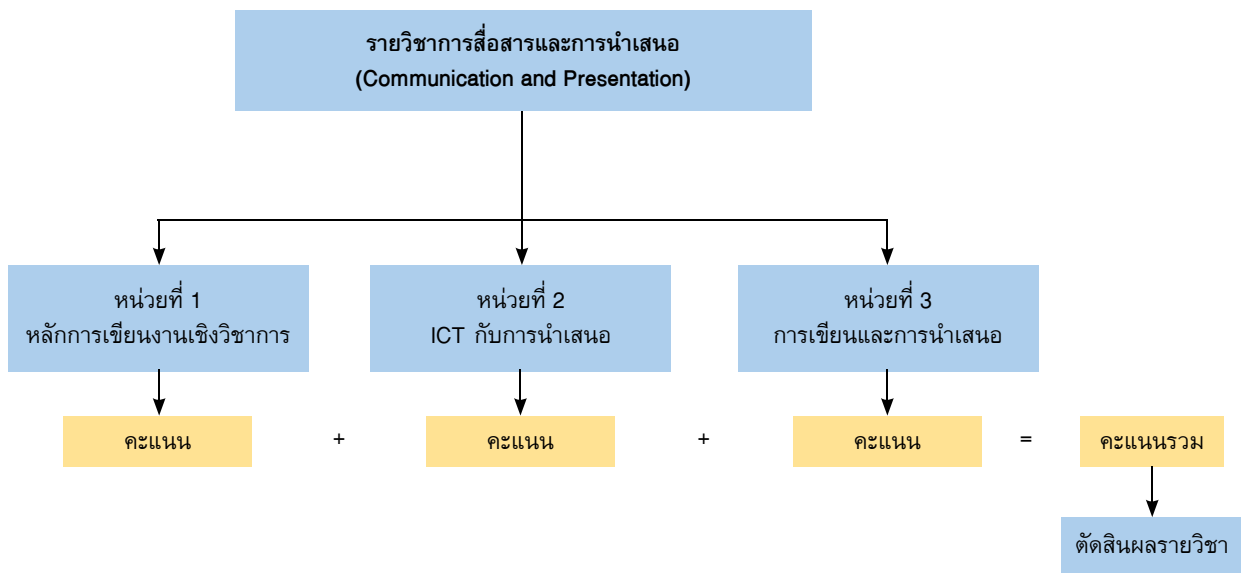 รายวิชาการสื่อสารและการนำเสนอ
(Communication and Presentation)
หน่วยที่ 1
หลักการเขียนงานเชิงวิชาการ
หน่วยที่ 2
ICT กับการนำเสนอ
หน่วยที่ 3
การเขียนและการนำเสนอ
คะแนน + คะแนน + คะแนน = คะแนนรวม
ตัดสินผลรายวิชา